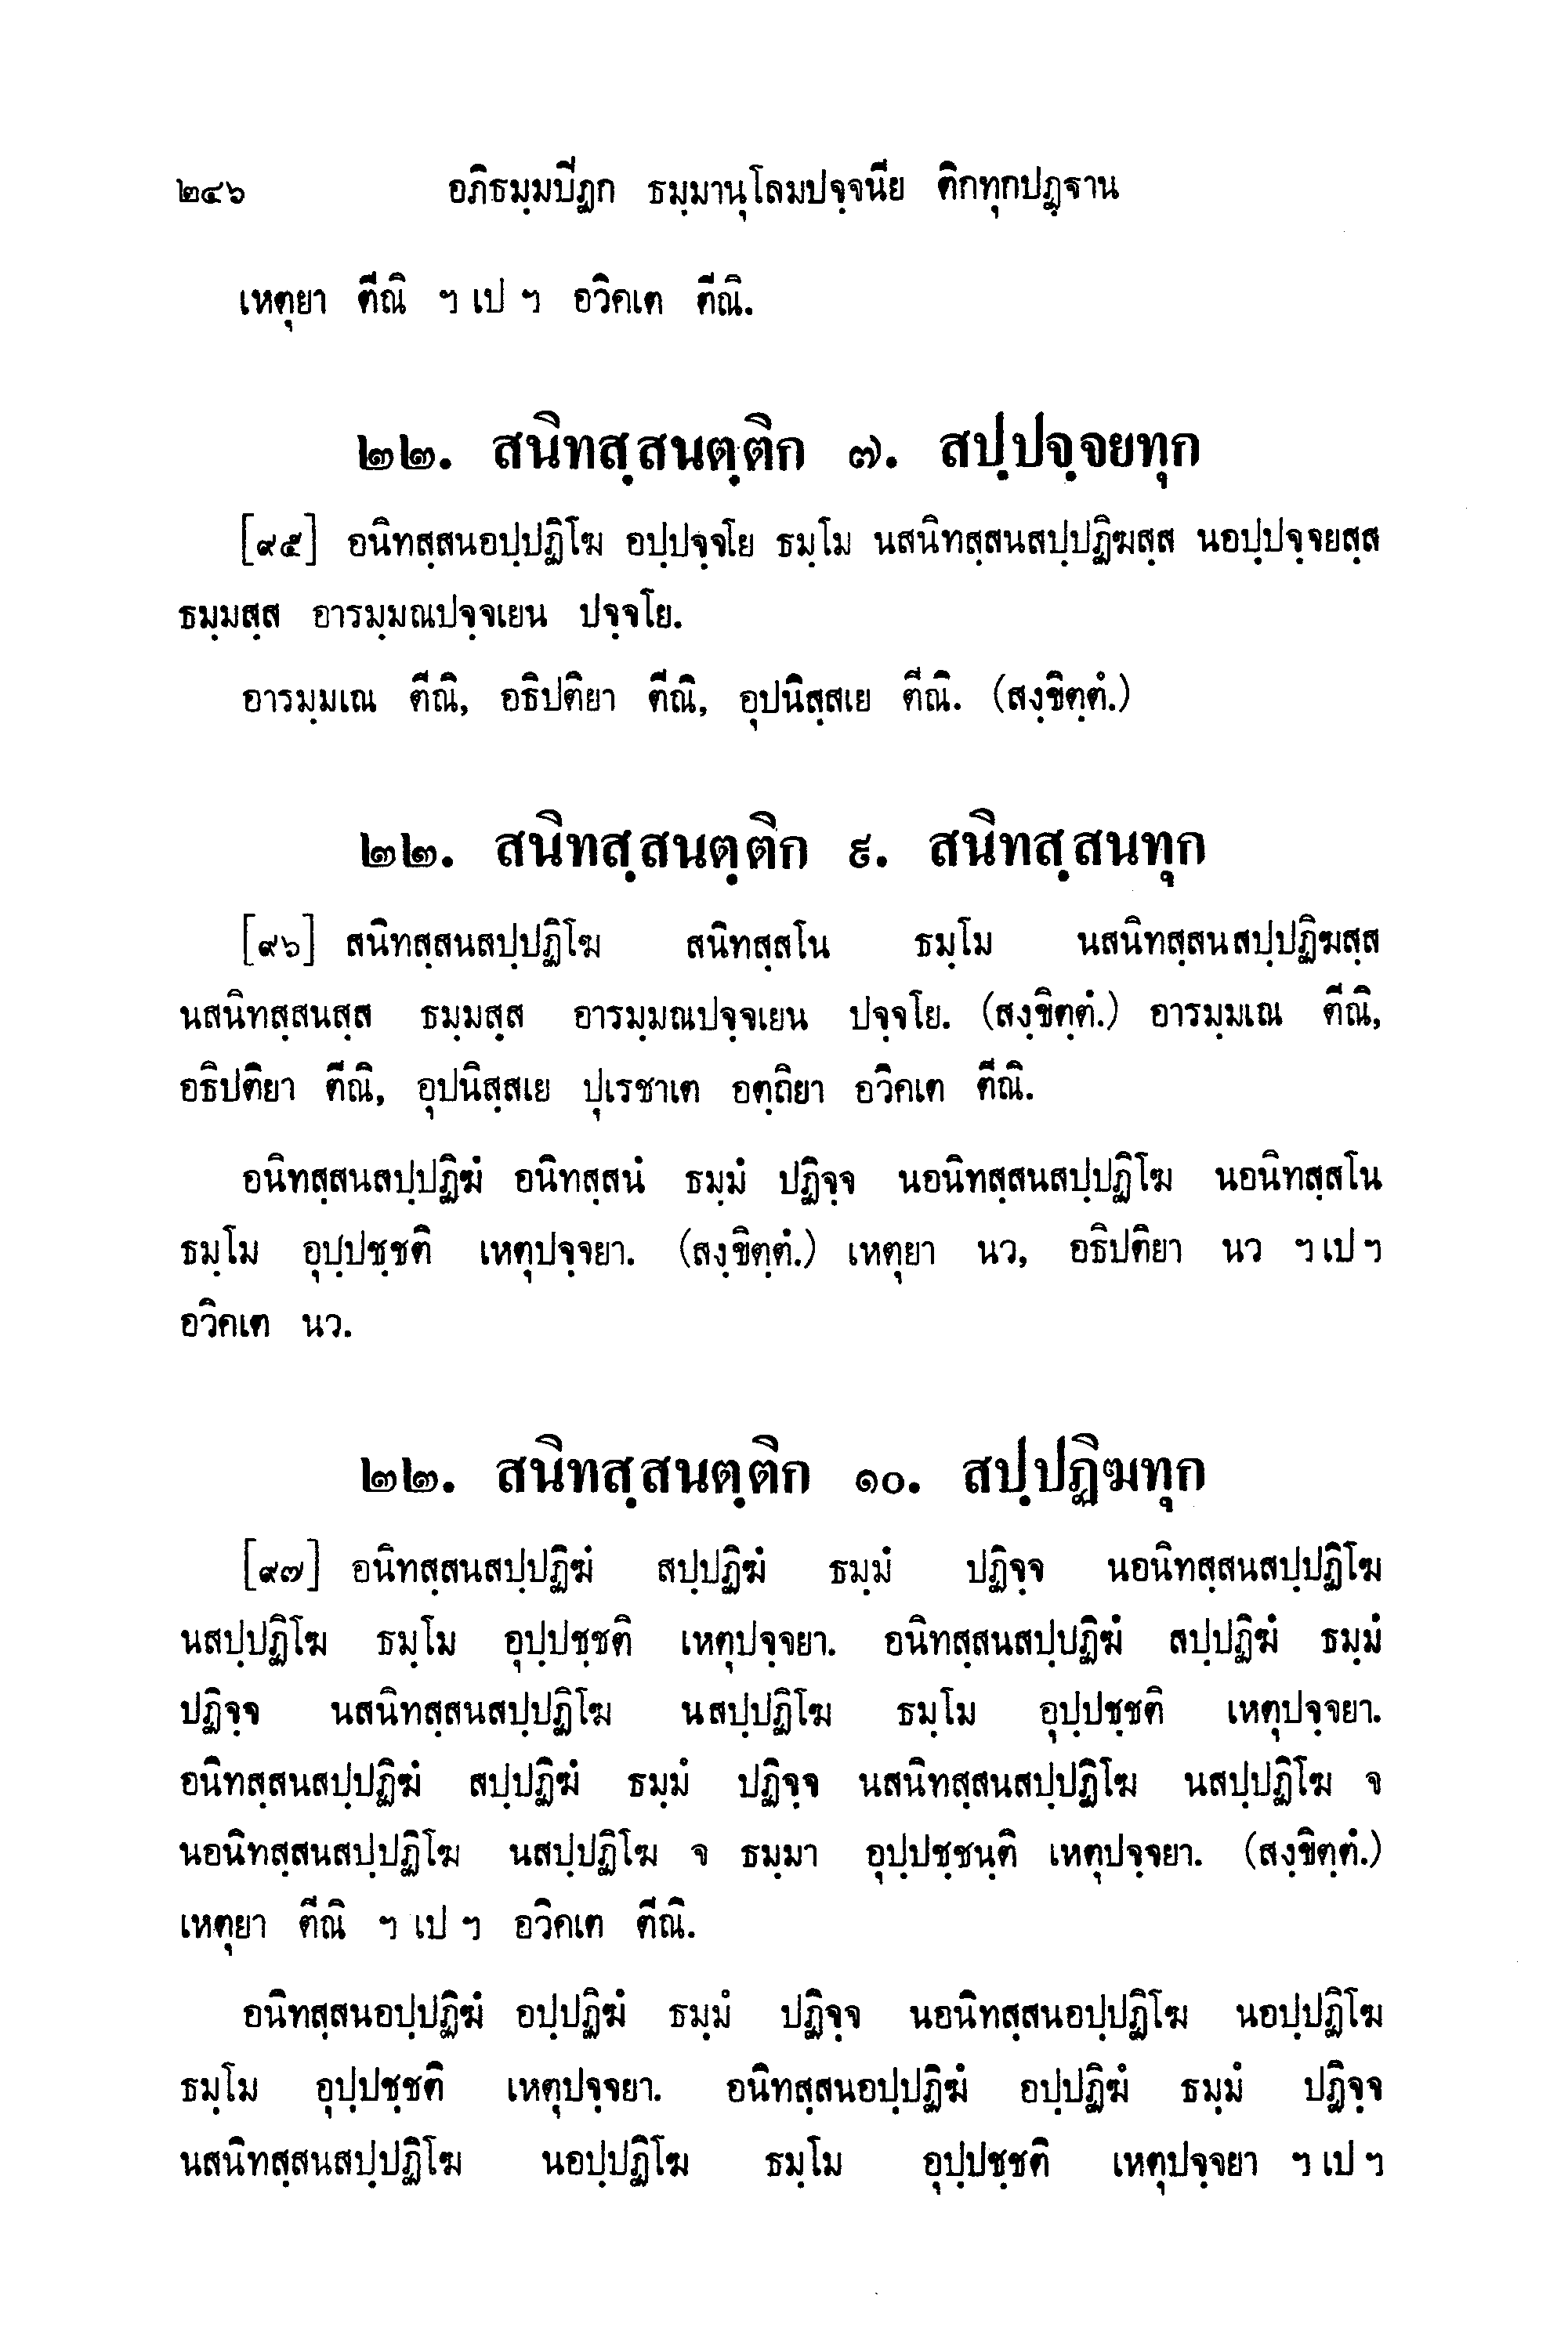 ๒๔๖ อภิธมฺมปีฏก ธมฺมานุโลมปจฺจนีย ติกทุกปฏฺฐาน
เหตุยา ตีณิ ฯ เป ฯ อวิคเต ตีณิ.
๒๒. สนิทสฺสนตฺติก ๗. สปฺปจฺจยทุก
[๙๕] อนิทสฺสนอปฺปฏิโฆ อปฺปจฺจโย ธมฺโม นสนิทสฺสนสปฺปฏิฆสฺส นอปฺปจฺจยสฺส
ธมฺมสฺส อารมฺมณปจฺจเยน ปจฺจโย.
อารมฺมเณ ตีณิ, อธิปติยา ตีณิ, อุปนิสฺสเย ตีณิ. (สงฺขิตฺตํ.)
๒๒. สนิทสฺสนตฺติก ๙. สนิทสฺสนทุก
[๙๖] สนิทสฺสนสปฺปฏิโฆ สนิทสฺสโน ธมฺโม นสนิทสฺสนสปฺปฏิฆสฺส
นสนิทสฺสนสฺส ธมฺมสฺส อารมฺมณปจฺจเยน ปจฺจโย. (สงฺขิตฺตํ.) อารมฺมเณ ตีณิ,
อธิปติยา ตีณิ, อุปนิสฺสเย ปุเรชาเต อตฺถิยา อวิคเต ตีณิ.
อนิทสฺสนสปฺปฏิฆํ อนิทสฺสนํ ธมฺมํ ปฏิจฺจ นอนิทสฺสนสปฺปฏิโฆ นอนิทสฺสโน
ธมฺโม อุปฺปชฺชติ เหตุปจฺจยา. (สงฺขิตฺตํ.) เหตุยา นว, อธิปติยา นว ฯ เป ฯ
อวิคเต นว.
๒๒. สนิทสฺสนตฺติก ๑๐. สปฺปฏิฆทุก
[๙๗] อนิทสฺสนสปฺปฏิฆํ สปฺปฏิฆํ ธมฺมํ ปฏิจฺจ นอนิทสฺสนสปฺปฏิโฆ
นสปฺปฏิโฆ ธมฺโม อุปฺปชฺชติ เหตุปจฺจยา. อนิทสฺสนสปฺปฏิฆํ สปฺปฏิฆํ ธมฺมํ
ปฏิจฺจ นสนิทสฺสนสปฺปฏิโฆ นสปฺปฏิโฆ ธมฺโม อุปฺปชฺชติ เหตุปจฺจยา.
อนิทสฺสนสปฺปฏิฆํ สปฺปฏิฆํ ธมฺมํ ปฏิจฺจ นสนิทสฺสนสปฺปฏิโฆ นสปฺปฏิโฆ จ
นอนิทสฺสนสปฺปฏิโฆ นสปฺปฏิโฆ จ ธมฺมา อุปฺปชฺชนฺติ เหตุปจฺจยา. (สงฺขิตฺตํ.)
เหตุยา ตีณิ ฯ เป ฯ อวิคเต ตีณิ.
อนิทสฺสนอปฺปฏิฆํ อปฺปฏิฆํ ธมฺมํ ปฏิจฺจ นอนิทสฺสนอปฺปฏิโฆ นอปฺปฏิโฆ
ธมฺโม อุปฺปชฺชติ เหตุปจฺจยา. อนิทสฺสนอปฺปฏิฆํ อปฺปฏิฆํ ธมฺมํ ปฏิจฺจ
นสนิทสฺสนสปฺปฏิโฆ นอปฺปฏิโฆ ธมฺโม อุปฺปชฺชติ เหตุปจฺจยา ฯ เป ฯ